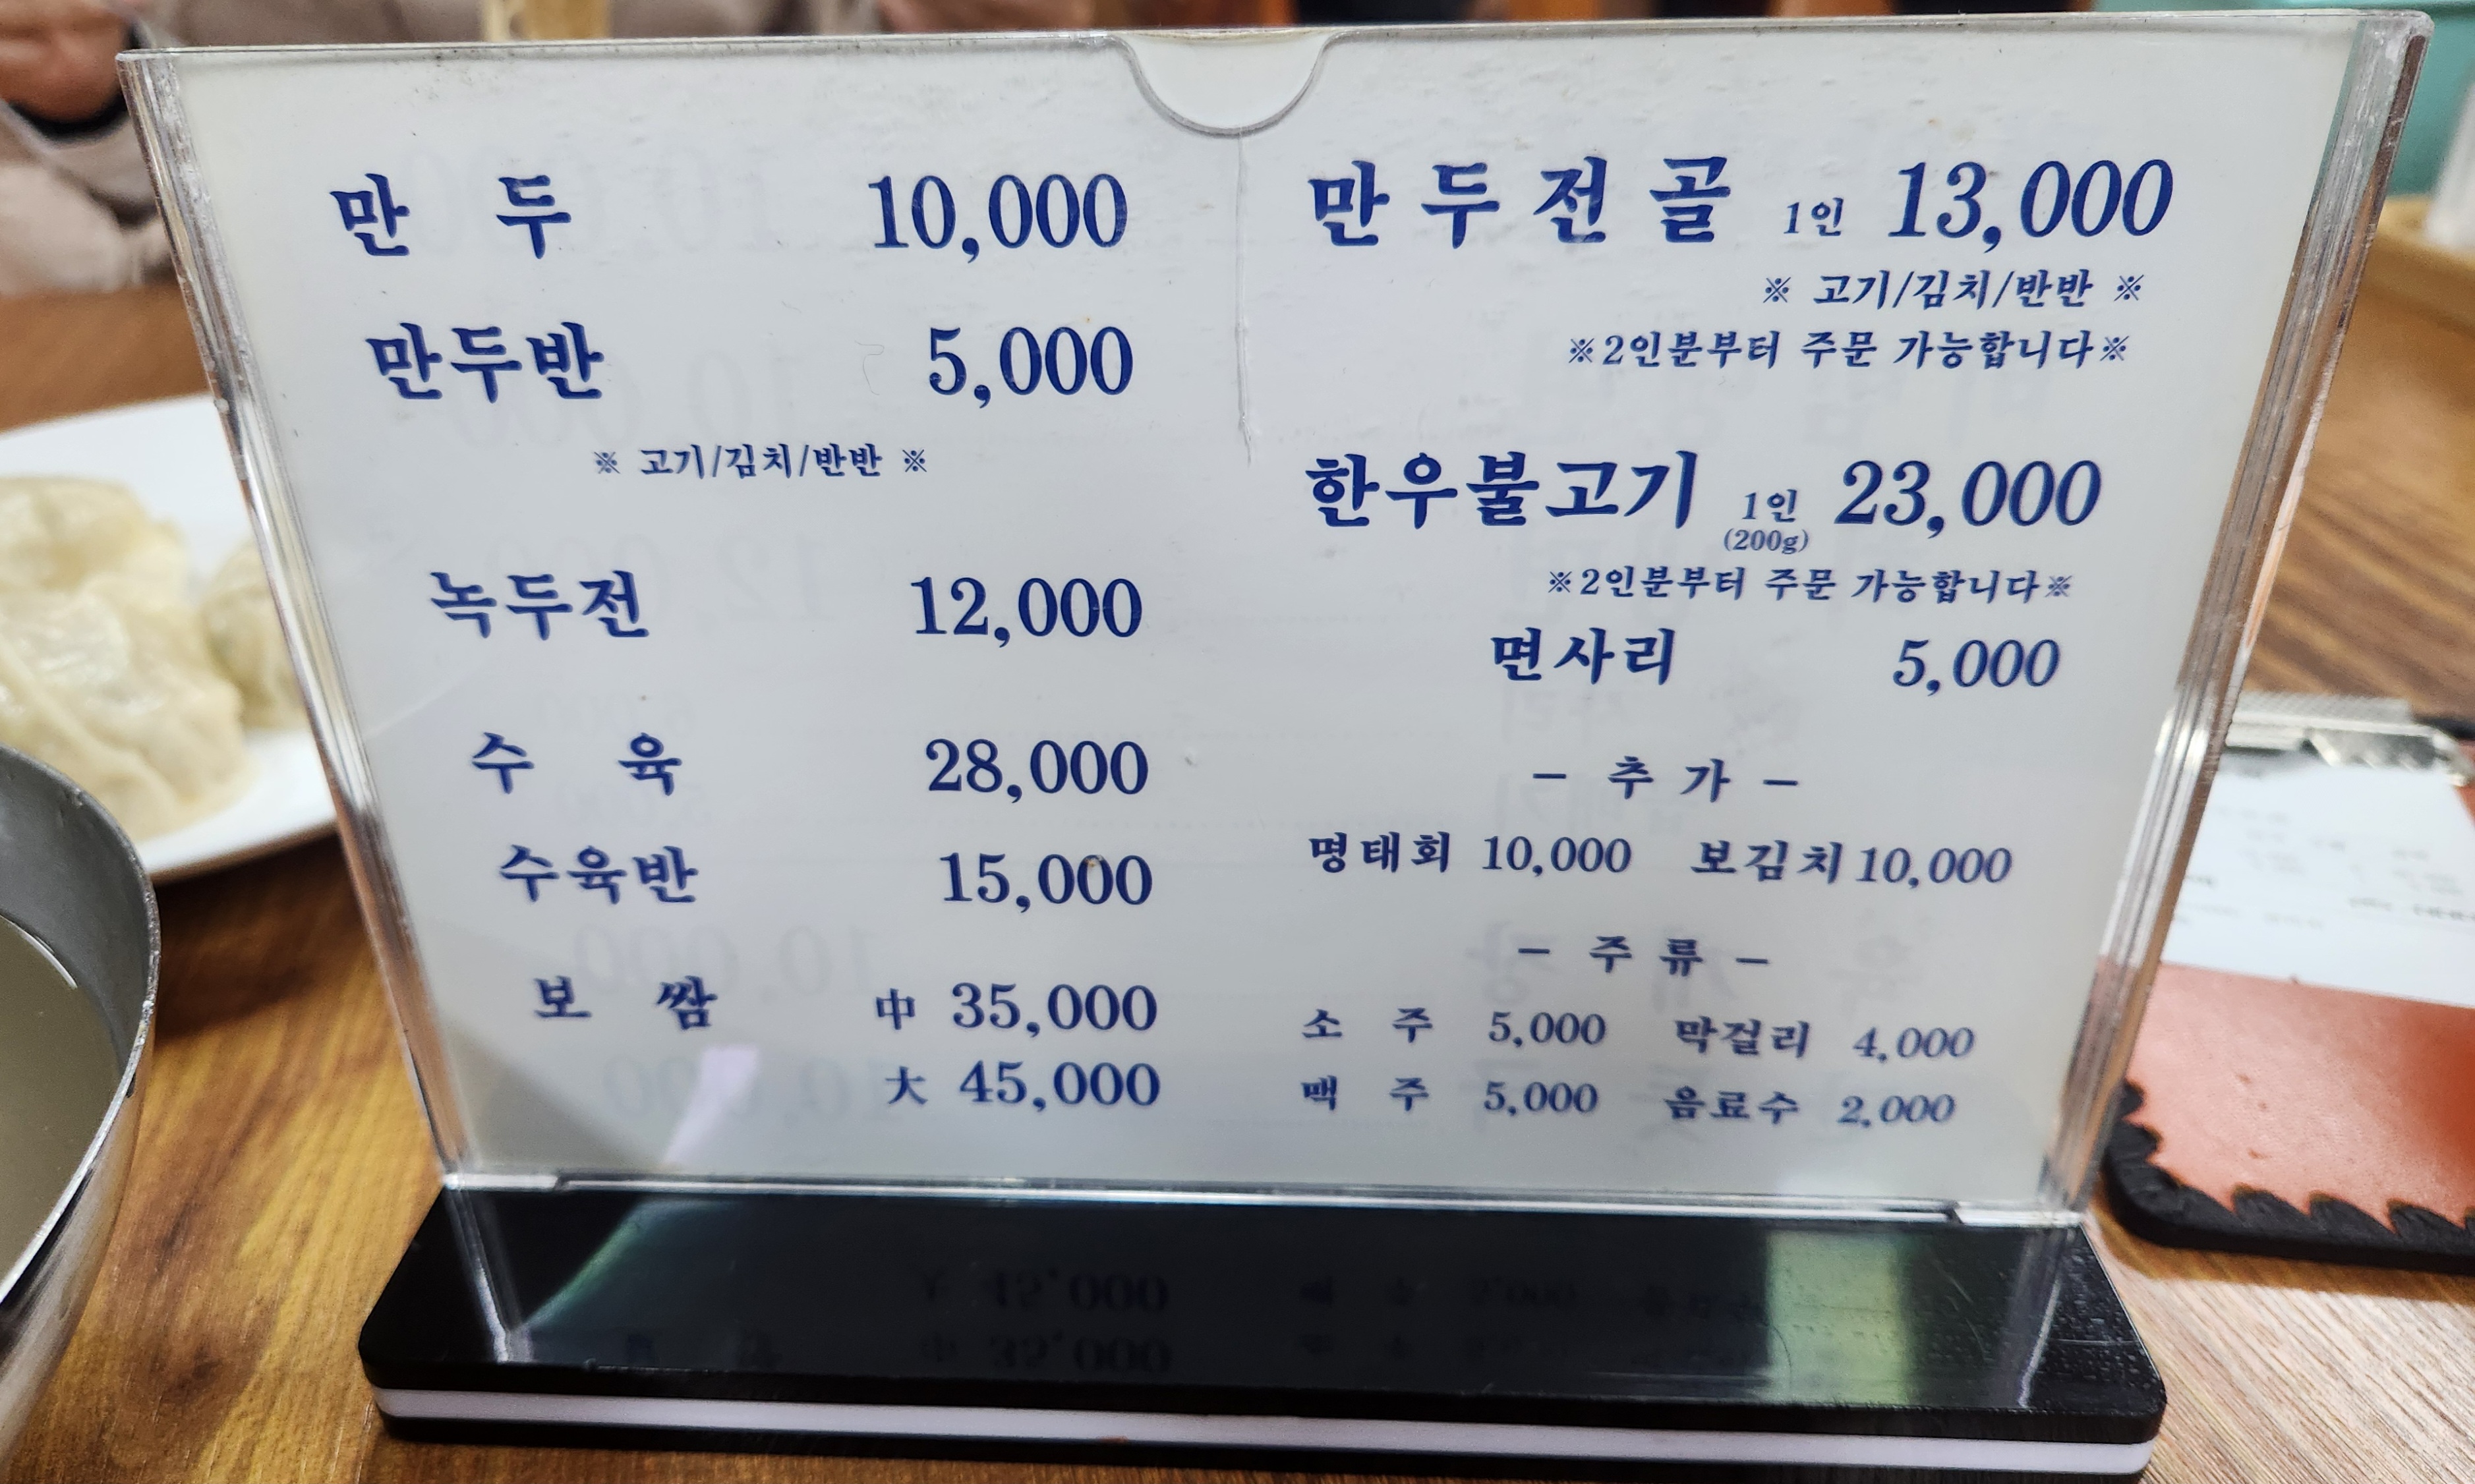 만 두 10,000
만두반 5,000
※ 고기/김치/반반 ※
녹두전 12,000
수 육 28,000
수육반 15,000
보 쌈 中 35,000
大 45,000
만두전골 1인 13,000
※ 고기/김치/반반 ※
※2인분부터 주문 가능합니다※
한우불고기 1인 23,000
(200g)
※2인분부터 주문 가능합니다※
면사리 5,000
- 추 가 -
명태회 10,000 보김치 10,000
- 주 류 -
소 주 5,000 막걸리 4,000
맥 주 5,000 음료수 2,000